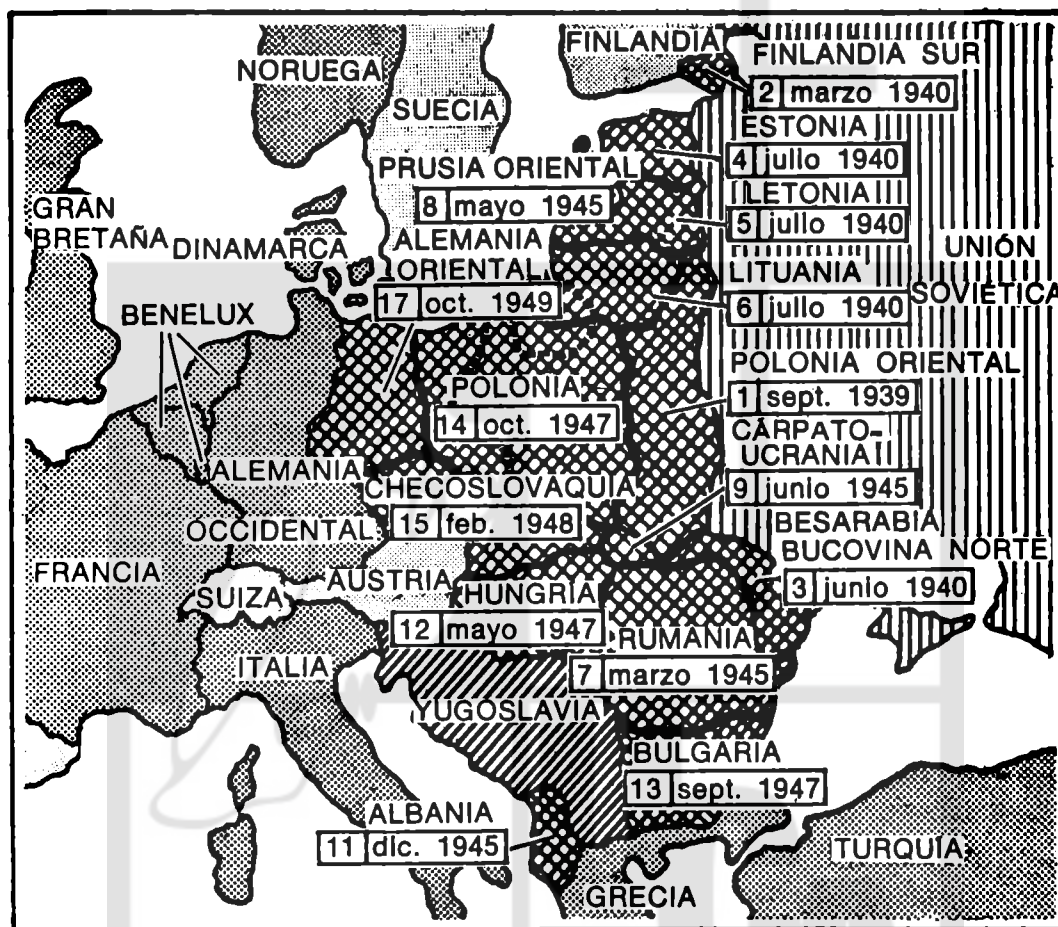 FINLANDIA
FINLANDIA SUR
2 marzo 1940
NORUEGA
SUECIA
ESTONIA
4 julio 1940
PRUSIA ORIENTAL
8 mayo 1945
LETONIA
5 julio 1940
GRAN
BRETAÑA
DINAMARCA
ALEMANIA
ORIENTAL
17 oct. 1949
LITUANIA
6 julio 1940
UNIÓN
SOVIÉTICA
BENELUX
POLONIA ORIENTAL
1 sept. 1939
POLONIA
14 oct. 1947
CÁRPATO-
UCRANIA
9 junio 1945
ALEMANIA
OCCIDENTAL
CHECOSLOVAQUIA
15 feb. 1948
BESARABIA
BUCOVINA NORTE
3 junio 1940
FRANCIA
SUIZA
AUSTRIA
HUNGRIA
12 mayo 1947
RUMANIA
7 marzo 1945
ITALIA
YUGOSLAVIA
BULGARIA
13 sept. 1947
ALBANIA
11 dic. 1945
TURQUÍA
GRECIA